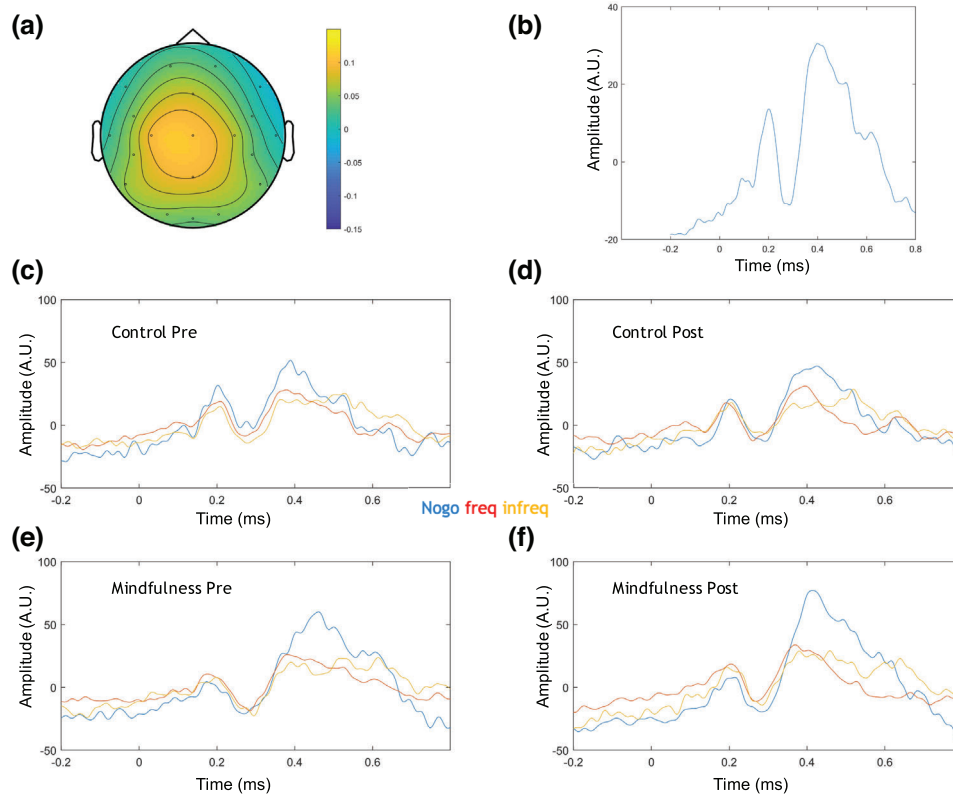 (a)
0.1
0.05
0
-0.05
-0.1
-0.15
(b)
Amplitude (A.U.)
40
20
0
-20
-0.2 0 0.2 0.4 0.6 0.8
Time (ms)
(c)
Control Pre
Amplitude (A.U.)
100
50
0
-50
-0.2 0 0.2 0.4 0.6
Time (ms)
(d)
Control Post
Amplitude (A.U.)
100
50
0
-50
-0.2 0 0.2 0.4 0.6
Time (ms)
Nogo freq infreq
(e)
Mindfulness Pre
Amplitude (A.U.)
100
50
0
-50
-0.2 0 0.2 0.4 0.6
Time (ms)
(f)
Mindfulness Post
Amplitude (A.U.)
100
50
0
-50
-0.2 0 0.2 0.4 0.6
Time (ms)